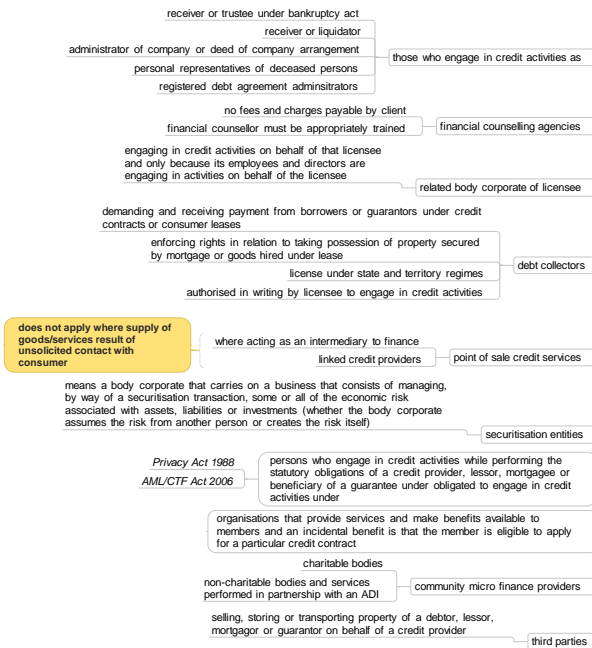 receiver or trustee under bankruptcy act
receiver or liquidator
administrator of company or deed of company arrangement
personal representatives of deceased persons
registered debt agreement adminsitrators
those who engage in credit activities as
no fees and charges payable by client
financial counsellor must be appropriately trained
financial counselling agencies
engaging in credit activities on behalf of that licensee
and only because its employees and directors are
engaging in activities on behalf of the licensee
related body corporate of licensee
demanding and receiving payment from borrowers or guarantors under credit
contracts or consumer leases
enforcing rights in relation to taking possession of property secured
by mortgage or goods hired under lease
license under state and territory regimes
authorised in writing by licensee to engage in credit activities
debt collectors
does not apply where supply of
goods/services result of
unsolicited contact with
consumer
where acting as an intermediary to finance
linked credit providers
point of sale credit services
means a body corporate that carries on a business that consists of managing,
by way of a securitisation transaction, some or all of the economic risk
associated with assets, liabilities or investments (whether the body corporate
assumes the risk from another person or creates the risk itself)
securitisation entities
Privacy Act 1988
AML/CTF Act 2006
persons who engage in credit activities while performing the
statutory obligations of a credit provider, lessor, mortgagee or
beneficiary of a guarantee under obligated to engage in credit
activities under
organisations that provide services and make benefits available to
members and an incidental benefit is that the member is eligible to apply
for a particular credit contract
charitable bodies
non-charitable bodies and services
performed in partnership with an ADI
community micro finance providers
selling, storing or transporting property of a debtor, lessor,
mortgagor or guarantor on behalf of a credit provider
third parties